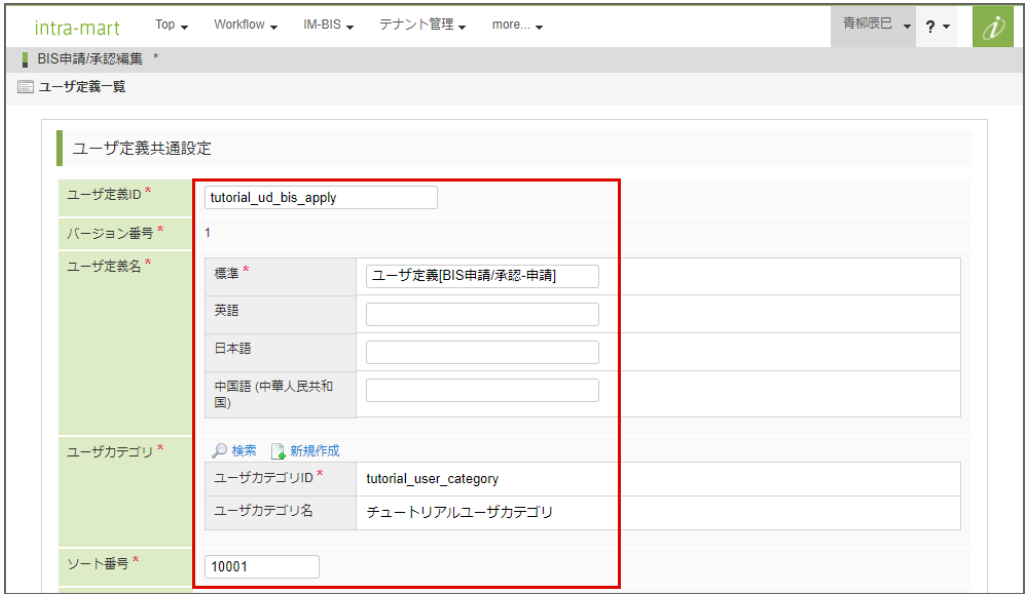 intra-mart Top Workflow IM-BIS テナント管理 more... 青柳辰巳 ?
BIS申請/承認編集 *
ユーザ定義一覧
ユーザ定義共通設定
ユーザ定義ID * tutorial_ud_bis_apply
バージョン番号 * 1
ユーザ定義名 * 標準 * ユーザ定義[BIS申請/承認-申請]
英語
日本語
中国語 (中華人民共和
国)
ユーザカテゴリ * 検索 新規作成
ユーザカテゴリID * tutorial_user_category
ユーザカテゴリ名 チュートリアルユーザカテゴリ
ソート番号 * 10001